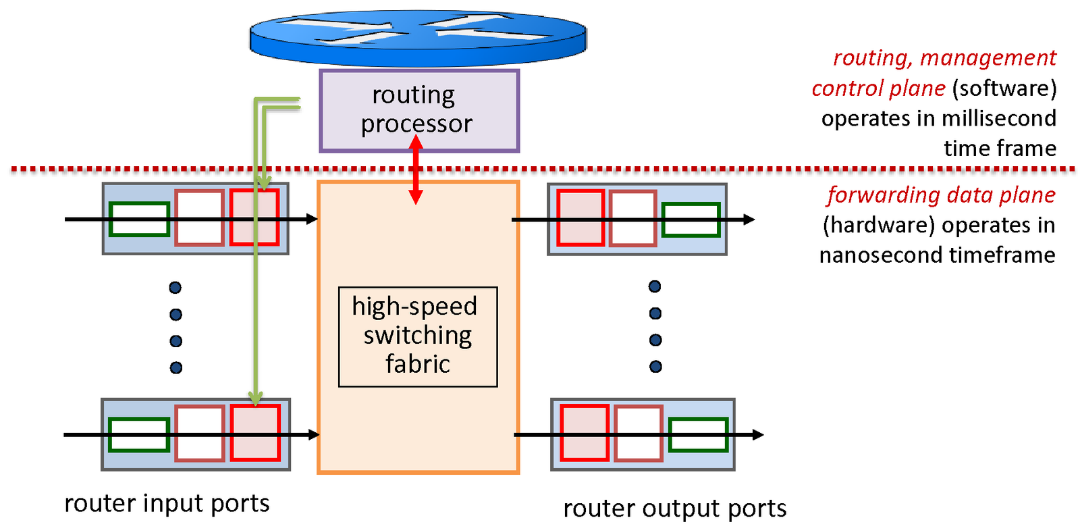 routing
processor
routing, management
control plane (software)
operates in millisecond
time frame
forwarding data plane
(hardware) operates in
nanosecond timeframe
high-speed
switching
fabric
router input ports
router output ports